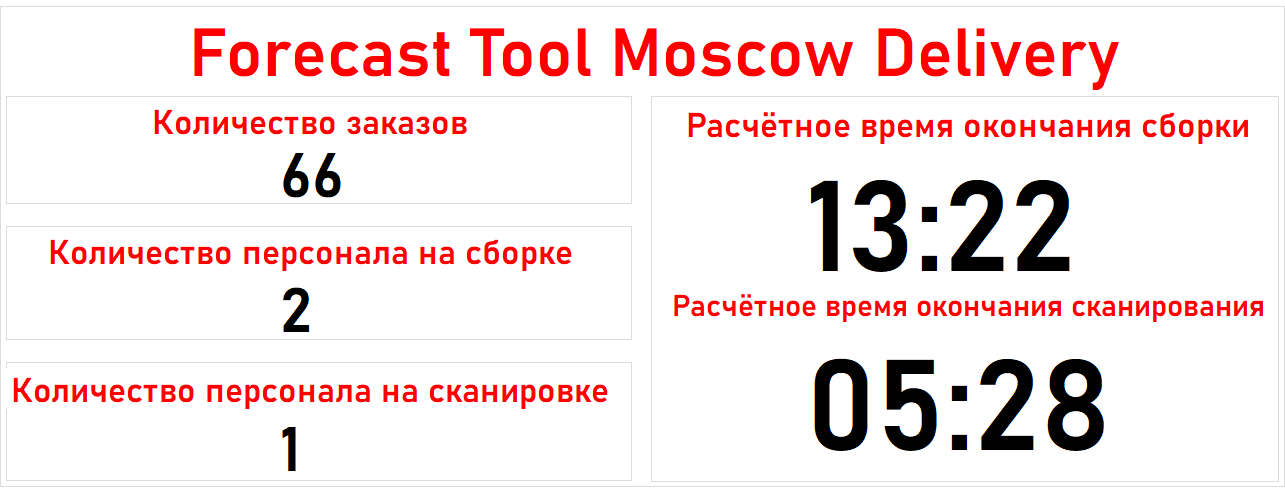 Forecast Tool Moscow Delivery
Количество заказов
66
Количество персонала на сборке
2
Количество персонала на сканировке
1
Расчётное время окончания сборки
13:22
Расчётное время окончания сканирования
05:28